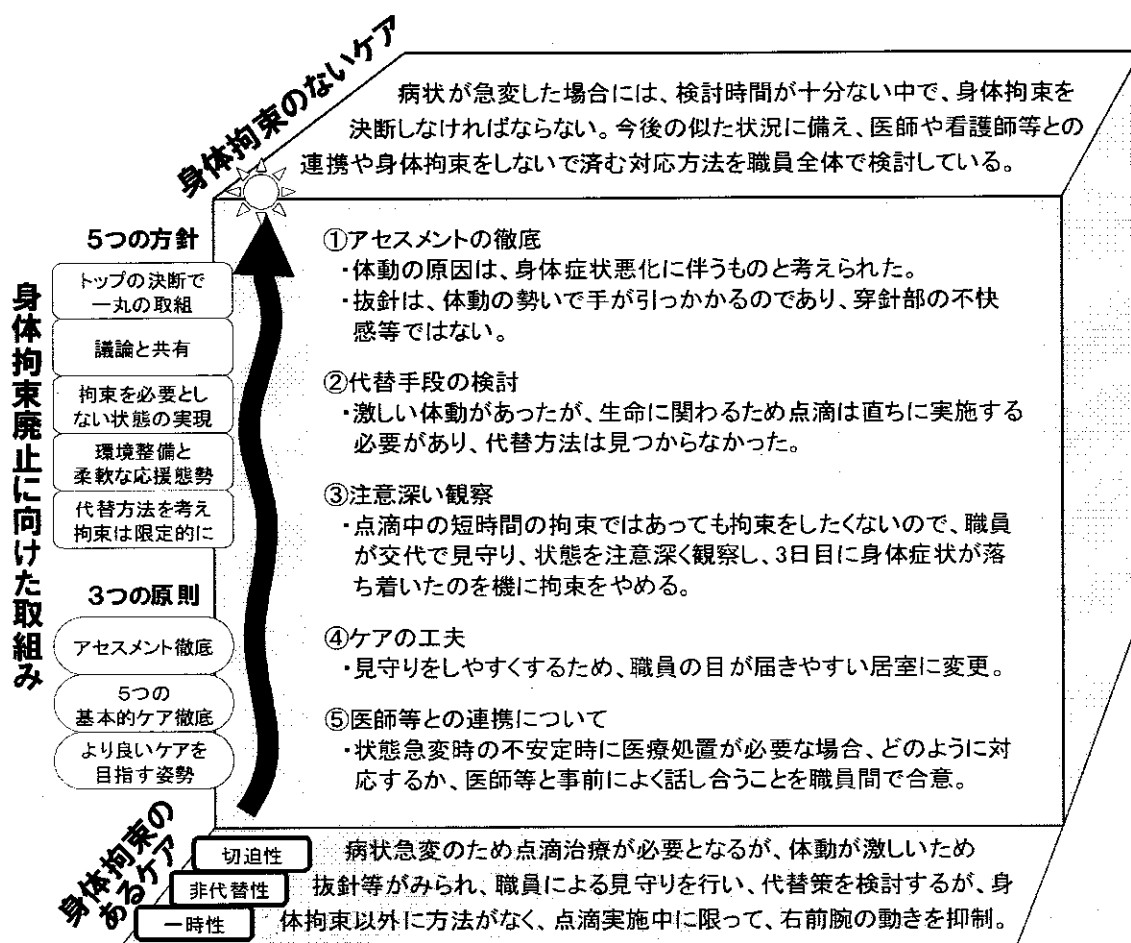 身体拘束のないケア
病状が急変した場合には、検討時間が十分ない中で、身体拘束を
決断しなければならない。今後の似た状況に備え、医師や看護師等との
連携や身体拘束をしないで済む対応方法を職員全体で検討している。
身体拘束廃止に向けた取組み
5つの方針
トップの決断で
一丸の取組
議論と共有
拘束を必要とし
ない状態の実現
環境整備と
柔軟な応援態勢
代替方法を考え
拘束は限定的に
3つの原則
アセスメント徹底
5つの
基本的ケア徹底
より良いケアを
目指す姿勢
①アセスメントの徹底
・体動の原因は、身体症状悪化に伴うものと考えられた。
・抜針は、体動の勢いで手が引っかかるのであり、穿針部の不快
感等ではない。
②代替手段の検討
・激しい体動があったが、生命に関わるため点滴は直ちに実施する
必要があり、代替方法は見つからなかった。
③注意深い観察
・点滴中の短時間の拘束ではあっても拘束をしたくないので、職員
が交代で見守り、状態を注意深く観察し、3日目に身体症状が落
ち着いたのを機に拘束をやめる。
④ケアの工夫
・見守りをしやすくするため、職員の目が届きやすい居室に変更。
⑤医師等との連携について
・状態急変時の不安定時に医療処置が必要な場合、どのように対
応するか、医師等と事前によく話し合うことを職員間で合意。
身体拘束の
あるケア
切迫性
非代替性
一時性
病状急変のため点滴治療が必要となるが、体動が激しいため
抜針等がみられ、職員による見守りを行い、代替策を検討するが、身
体拘束以外に方法がなく、点滴実施中に限って、右前腕の動きを抑制。